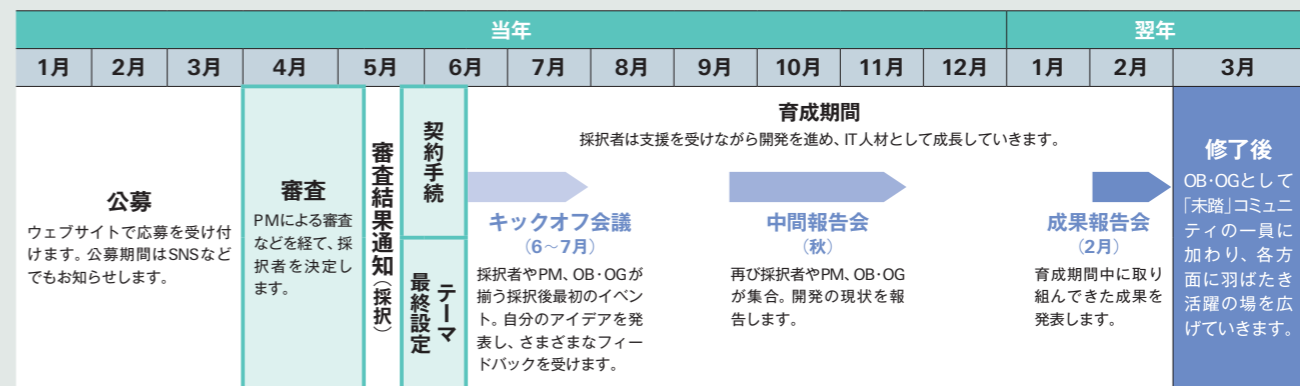 当年
翌年
1月
2月
3月
4月
5月
6月
7月
8月
9月
10月
11月
12月
1月
2月
3月
公募
ウェブサイトで応募を受け付
けます。公募期間はSNSなど
でもお知らせします。
審査
PMによる審査
などを経て、採
択者を決定し
ます。
審査結果通知（採択）
契約手続
テーマ
最終設定
育成期間
採択者は支援を受けながら開発を進め、IT人材として成長していきます。
キックオフ会議
（6〜7月）
採択者やPM、OB・OGが
揃う採択後最初のイベン
ト。自分のアイデアを発
表し、さまざまなフィー
ドバックを受けます。
中間報告会
（秋）
再び採択者やPM、OB・OG
が集合。開発の現状を報
告します。
成果報告会
（2月）
育成期間中に取り
組んできた成果を
発表します。
修了後
OB・OGとして
「未踏」コミュニ
ティの一員に
加わり、各方
面に羽ばたき
活躍の場を広
げていきます。